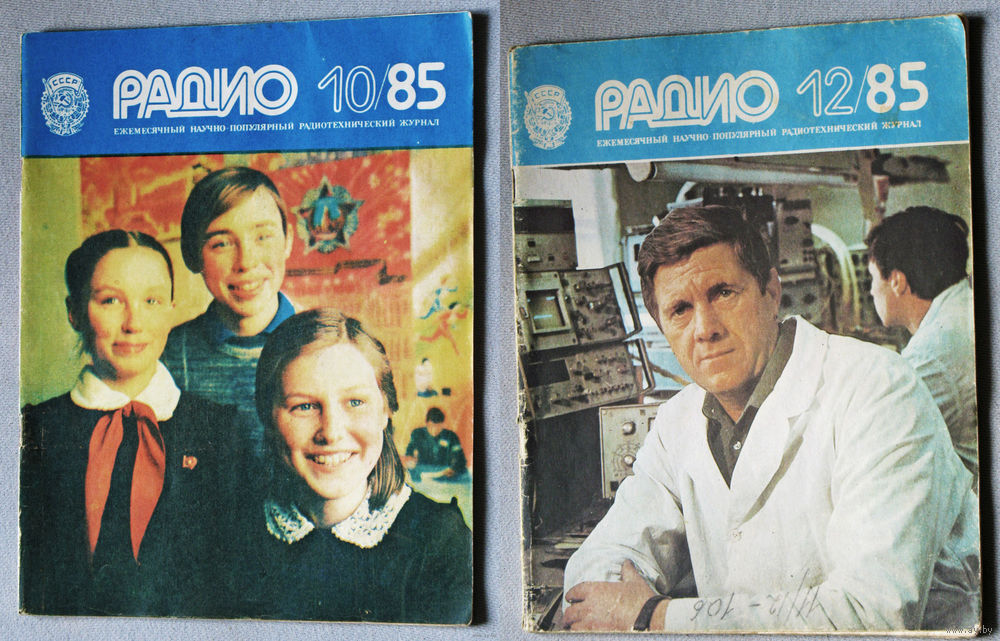 СССР
РАДИО 10/85
ЕЖЕМЕСЯЧНЫЙ НАУЧНО-ПОПУЛЯРНЫЙ РАДИОТЕХНИЧЕСКИЙ ЖУРНАЛ
СССР
РАДИО 12/85
ЕЖЕМЕСЯЧНЫЙ НАУЧНО-ПОПУЛЯРНЫЙ РАДИОТЕХНИЧЕСКИЙ ЖУРНАЛ